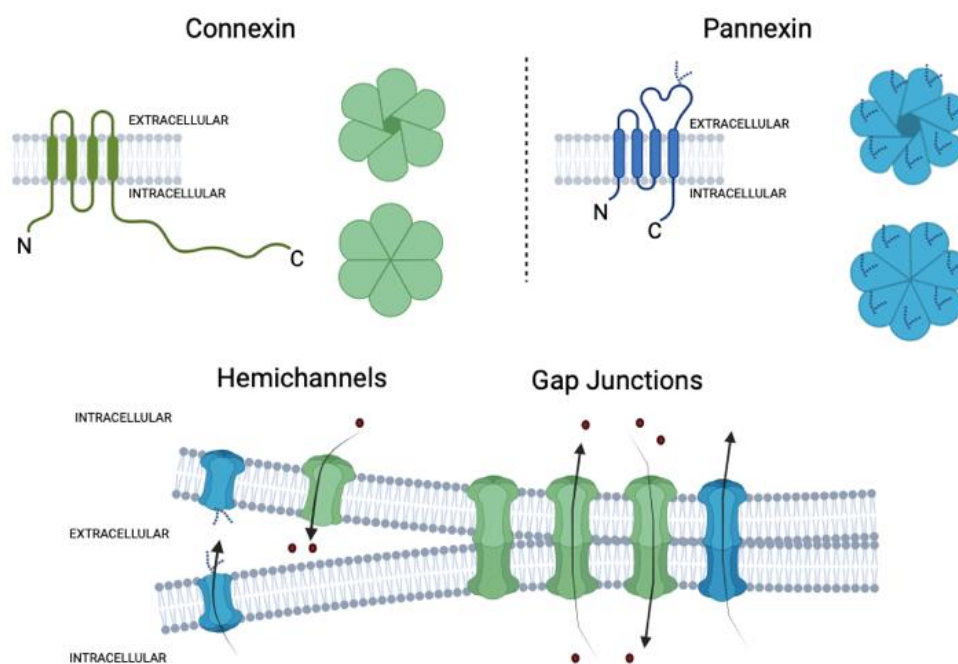 Connexin
EXTRACELLULAR
INTRACELLULAR
N
C
Pannexin
EXTRACELLULAR
INTRACELLULAR
N
C
Hemichannels
Gap Junctions
INTRACELLULAR
EXTRACELLULAR
INTRACELLULAR